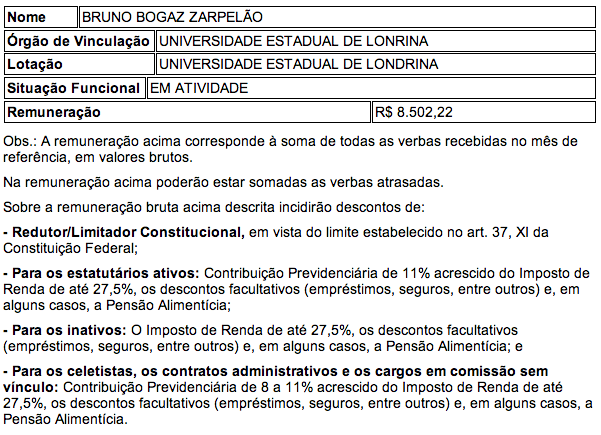 Nome BRUNO BOGAZ ZARPELÃO
Órgão de Vinculação UNIVERSIDADE ESTADUAL DE LONRINA
Lotação UNIVERSIDADE ESTADUAL DE LONDRINA
Situação Funcional EM ATIVIDADE
Remuneração R$ 8.502,22
Obs.: A remuneração acima corresponde à soma de todas as verbas recebidas no mês de
referência, em valores brutos.
Na remuneração acima poderão estar somadas as verbas atrasadas.
Sobre a remuneração bruta acima descrita incidirão descontos de:
- Redutor/Limitador Constitucional, em vista do limite estabelecido no art. 37, XI da
Constituição Federal;
- Para os estatutários ativos: Contribuição Previdenciária de 11% acrescido do Imposto de
Renda de até 27,5%, os descontos facultativos (empréstimos, seguros, entre outros) e, em
alguns casos, a Pensão Alimentícia;
- Para os inativos: O Imposto de Renda de até 27,5%, os descontos facultativos
(empréstimos, seguros, entre outros) e, em alguns casos, a Pensão Alimentícia; e
- Para os celetistas, os contratos administrativos e os cargos em comissão sem
vínculo: Contribuição Previdenciária de 8 a 11% acrescido do Imposto de Renda de até
27,5%, os descontos facultativos (empréstimos, seguros, entre outros) e, em alguns casos, a
Pensão Alimentícia.